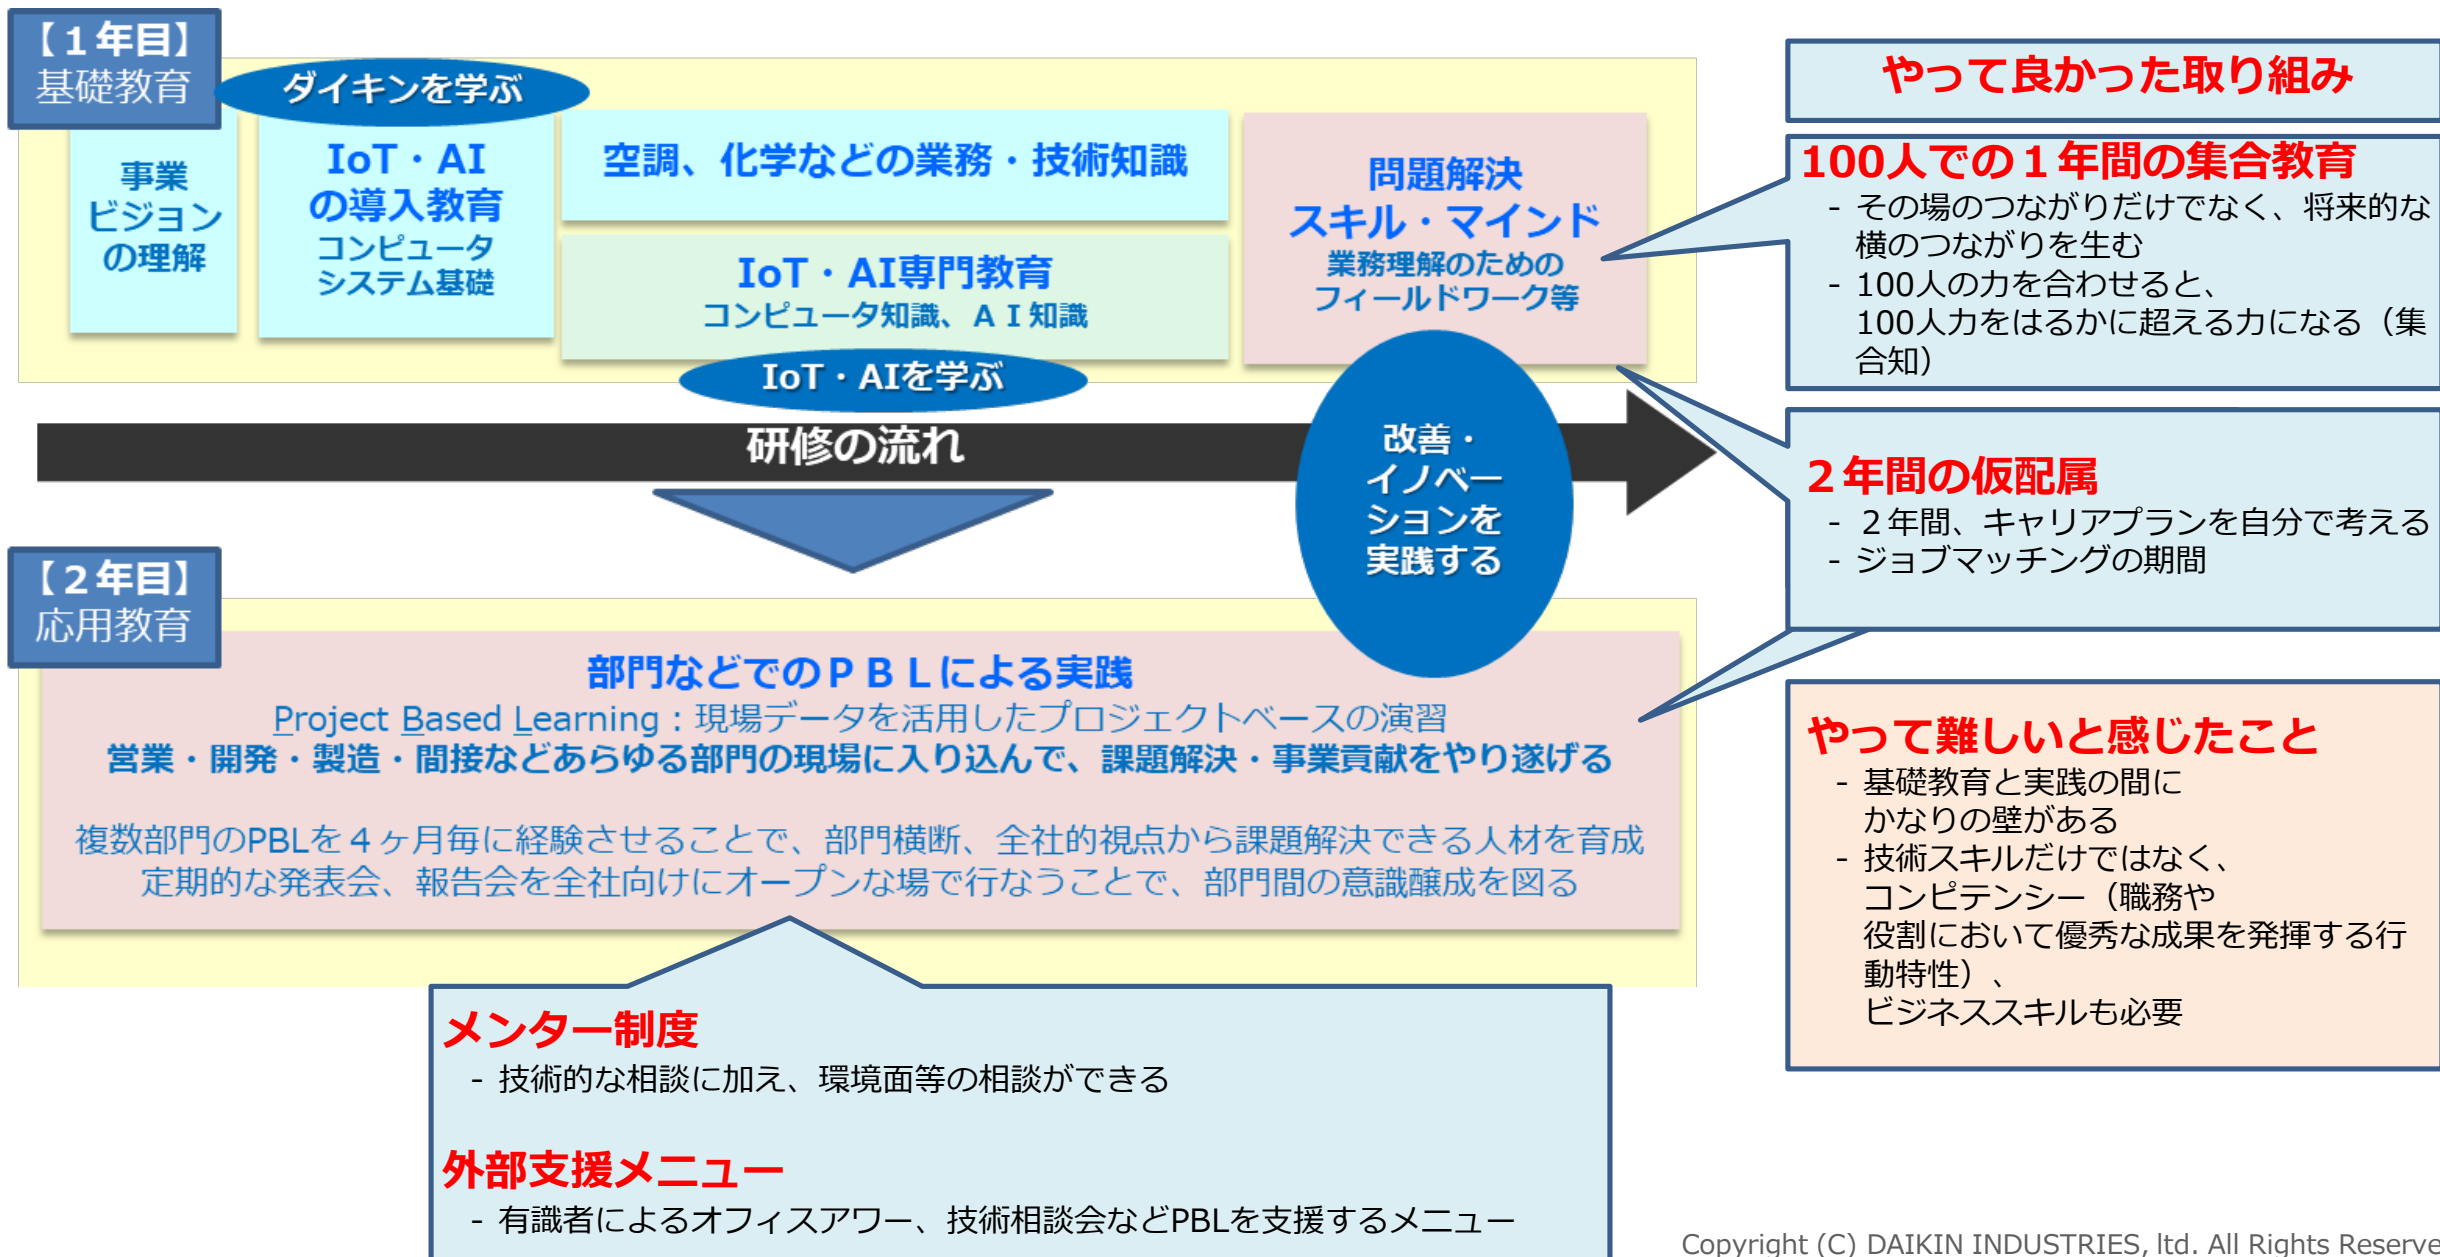 【１年目】
基礎教育
ダイキンを学ぶ
事業
ビジョン
の理解
IoT・AI
の導入教育
コンピュータ
システム基礎
空調、化学などの業務・技術知識
IoT・AI専門教育
コンピュータ知識、ＡＩ知識
IoT・AIを学ぶ
問題解決
スキル・マインド
業務理解のための
フィールドワーク等
研修の流れ
改善・
イノベー
ションを
実践する
【２年目】
応用教育
部門などでのＰＢＬによる実践
Project Based Learning：現場データを活用したプロジェクトベースの演習
営業・開発・製造・間接などあらゆる部門の現場に入り込んで、課題解決・事業貢献をやり遂げる
複数部門のPBLを４ヶ月毎に経験させることで、部門横断、全社的視点から課題解決できる人材を育成
定期的な発表会、報告会を全社向けにオープンな場で行なうことで、部門間の意識醸成を図る
メンター制度
- 技術的な相談に加え、環境面等の相談ができる
外部支援メニュー
- 有識者によるオフィスアワー、技術相談会などPBLを支援するメニュー
やって良かった取り組み
100人での１年間の集合教育
- その場のつながりだけでなく、将来的な
横のつながりを生む
- 100人の力を合わせると、
100人力をはるかに超える力になる（集
合知）
２年間の仮配属
- ２年間、キャリアプランを自分で考える
- ジョブマッチングの期間
やって難しいと感じたこと
- 基礎教育と実践の間に
かなりの壁がある
- 技術スキルだけではなく、
コンピテンシー（職務や
役割において優秀な成果を発揮する行
動特性）、
ビジネススキルも必要
Copyright (C) DAIKIN INDUSTRIES, ltd. All Rights Reserve